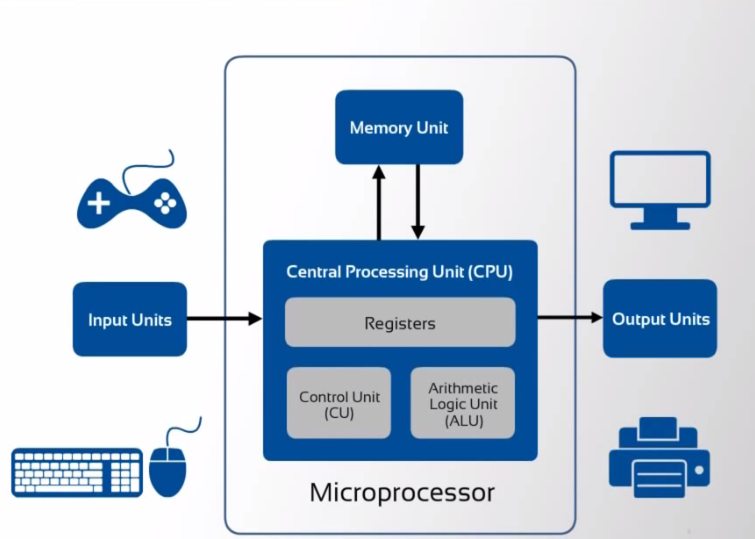 Memory Unit
Central Processing Unit (CPU)
Input Units
Registers
Output Units
Control Unit
(CU)
Arithmetic
Logic Unit
(ALU)
Microprocessor